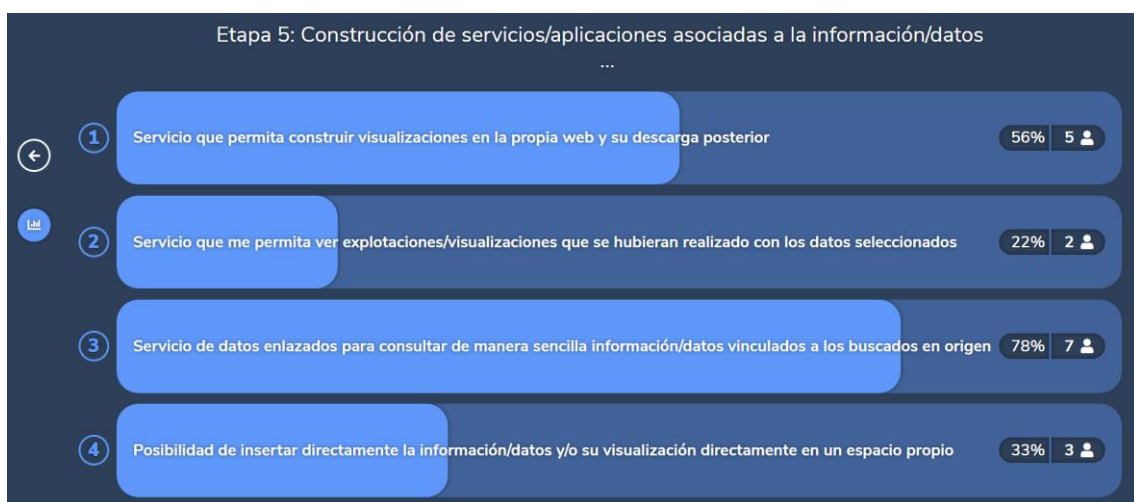 Etapa 5: Construcción de servicios/aplicaciones asociadas a la información/datos
...
1 Servicio que permita construir visualizaciones en la propia web y su descarga posterior 56% 5
2 Servicio que me permita ver explotaciones/visualizaciones que se hubieran realizado con los datos seleccionados 22% 2
3 Servicio de datos enlazados para consultar de manera sencilla información/datos vinculados a los buscados en origen 78% 7
4 Posibilidad de insertar directamente la información/datos y/o su visualización directamente en un espacio propio 33% 3